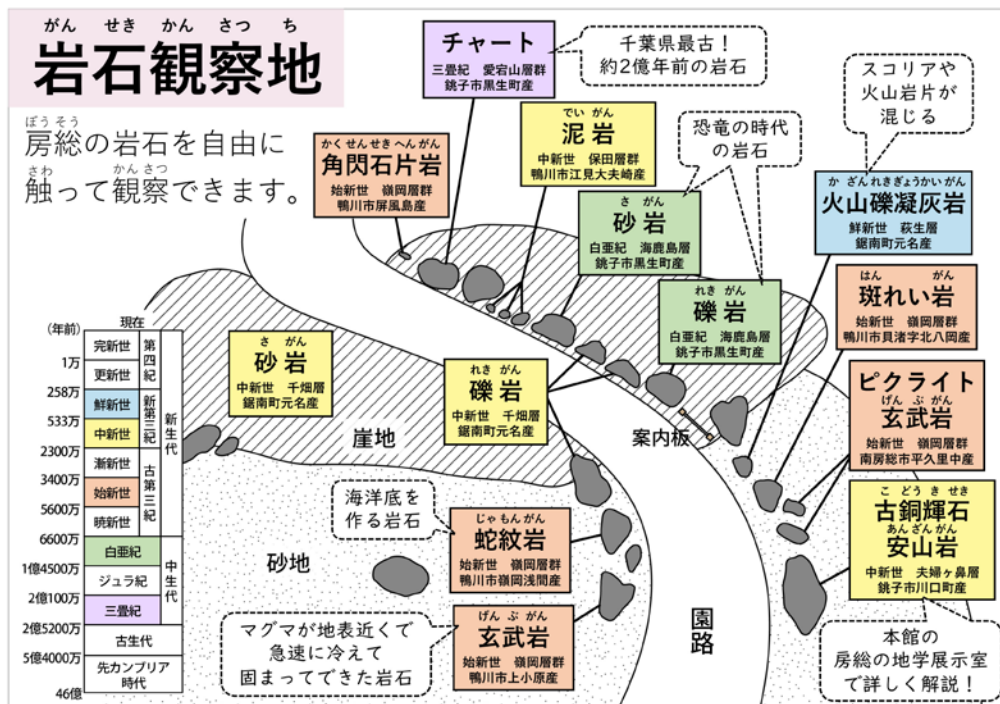 がん せき かん さつ ち
岩石観察地
ぼう そう
房総の岩石を自由に
さわ かん さつ
触って観察できます。
チャート
三畳紀 愛宕山層群
銚子市黒生町産
千葉県最古！
約2億年前の岩石
かくせんせきへんがん
角閃石片岩
始新世 嶺岡層群
鴨川市屏風島産
でい がん
泥岩
中新世 保田層群
鴨川市江見大夫崎産
恐竜の時代
の岩石
さ がん
砂岩
白亜紀 海鹿島層
銚子市黒生町産
れき がん
礫岩
白亜紀 海鹿島層
銚子市黒生町産
スコリアや
火山岩片が
混じる
か ざんれきぎょうかいがん
火山礫凝灰岩
鮮新世 萩生層
鋸南町元名産
はん がん
斑れい岩
始新世 嶺岡層群
鴨川市貝渚字北八岡産
ピクライト
げん ぶ がん
玄武岩
始新世 嶺岡層群
南房総市平久里中産
こ どう き せき
古銅輝石
あんざんがん
安山岩
中新世 夫婦ヶ鼻層
銚子市川口町産
本館の
房総の地学展示室
で詳しく解説！
さ がん
砂岩
中新世 千畑層
鋸南町元名産
れき がん
礫岩
中新世 千畑層
鋸南町元名産
崖地
案内板
海洋底を
作る岩石
じゃ もん がん
蛇紋岩
始新世 嶺岡層群
鴨川市嶺岡浅間産
砂地
マグマが地表近くで
急速に冷えて
固まってできた岩石
げん ぶ がん
玄武岩
始新世 嶺岡層群
鴨川市上小原産
園路
(年前)
現在
完新世
第四紀
1万
更新世
258万
鮮新世
新第三紀
新生代
533万
中新世
2300万
漸新世
古第三紀
3400万
始新世
5600万
暁新世
6600万
白亜紀
中生代
1億4500万
ジュラ紀
2億100万
三畳紀
2億5200万
古生代
5億4000万
先カンブリア
時代
46億